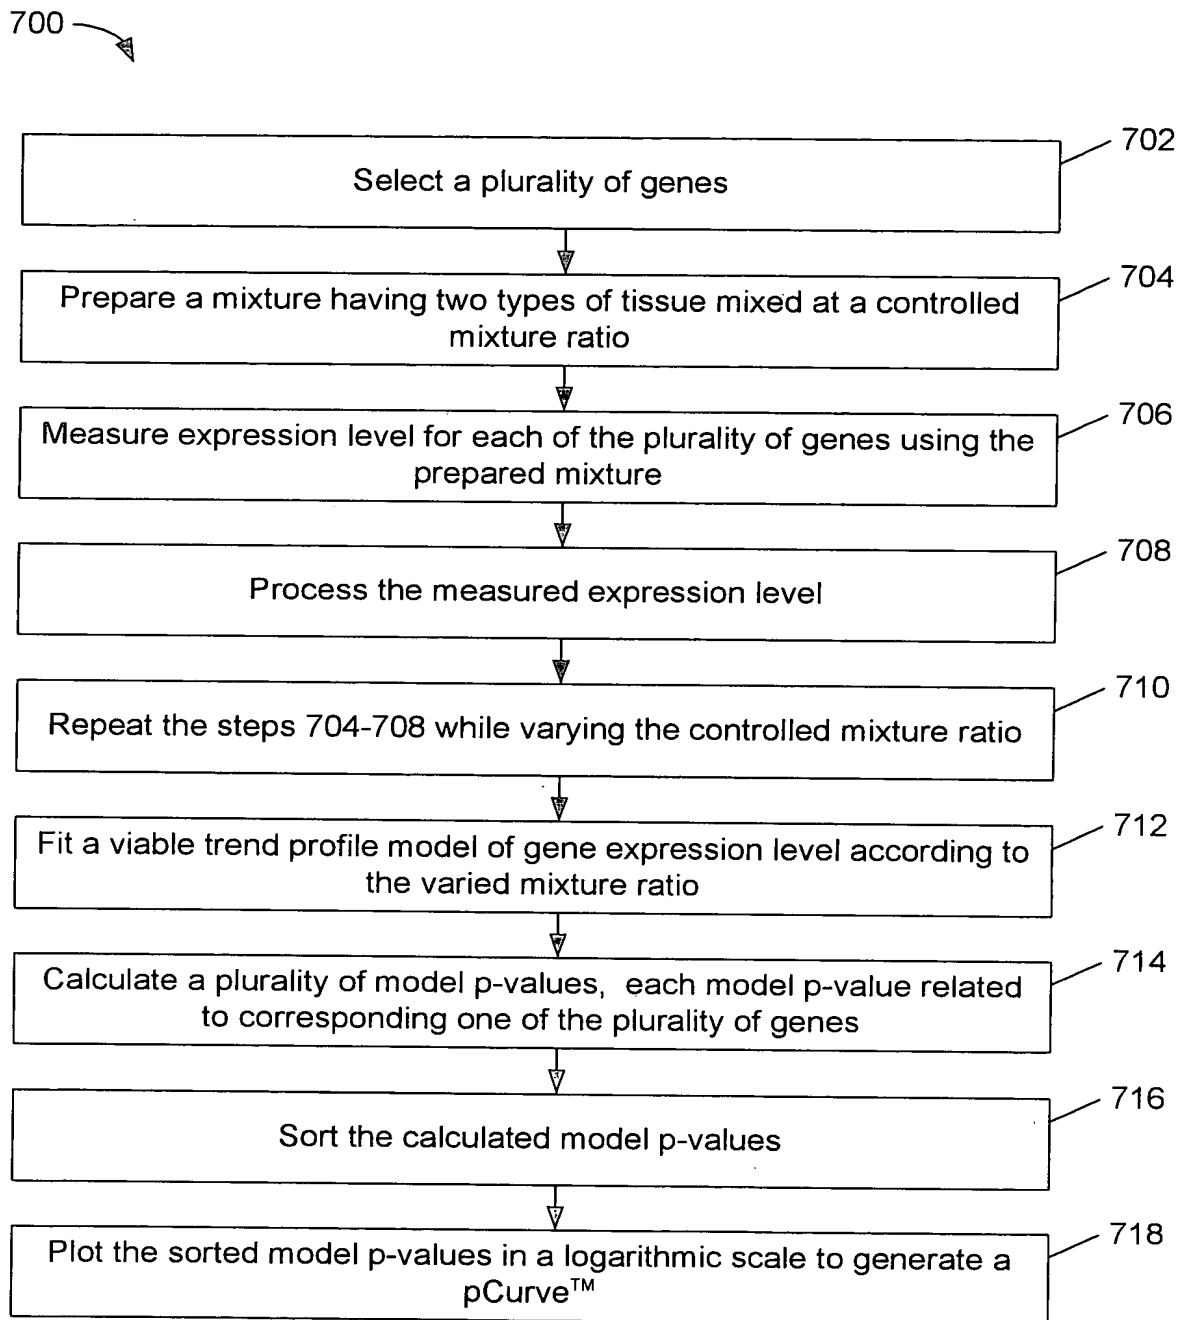 700
702
Select a plurality of genes
704
Prepare a mixture having two types of tissue mixed at a controlled
mixture ratio
706
Measure expression level for each of the plurality of genes using the
prepared mixture
708
Process the measured expression level
710
Repeat the steps 704-708 while varying the controlled mixture ratio
712
Fit a viable trend profile model of gene expression level according to
the varied mixture ratio
714
Calculate a plurality of model p-values, each model p-value related
to corresponding one of the plurality of genes
716
Sort the calculated model p-values
718
Plot the sorted model p-values in a logarithmic scale to generate a
pCurve™